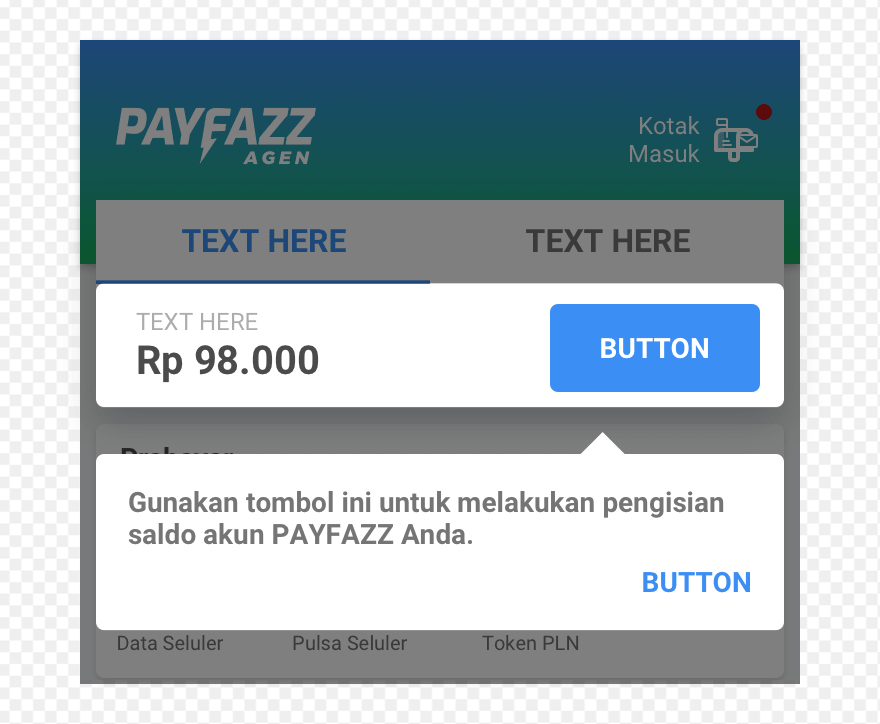 PAYFAZZ
AGEN
Kotak
Masuk
TEXT HERE
TEXT HERE
TEXT HERE
Rp 98.000
BUTTON
Gunakan tombol ini untuk melakukan pengisian
saldo akun PAYFAZZ Anda.
BUTTON
Data Seluler
Pulsa Seluler
Token PLN